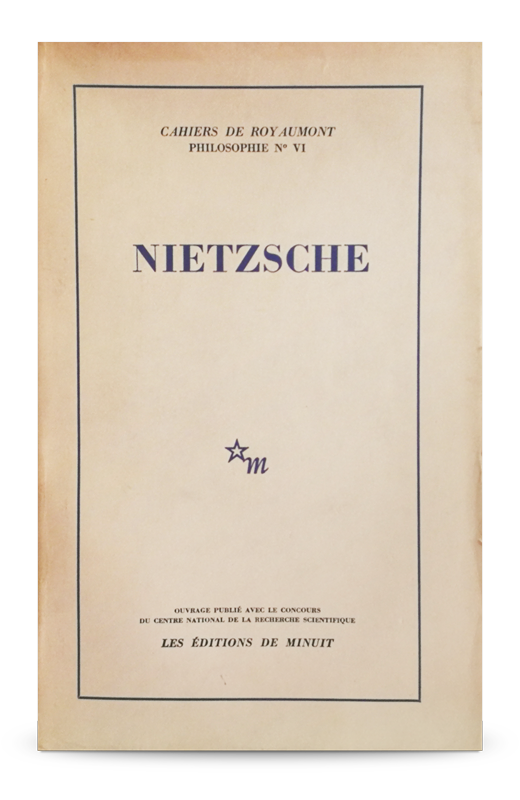 CAHIERS DE ROYAUMONT
PHILOSOPHIE Nº VI
NIETZSCHE
m
OUVRAGE PUBLIÉ AVEC LE CONCOURS
DU CENTRE NATIONAL DE LA RECHERCHE SCIENTIFIQUE
LES ÉDITIONS DE MINUIT